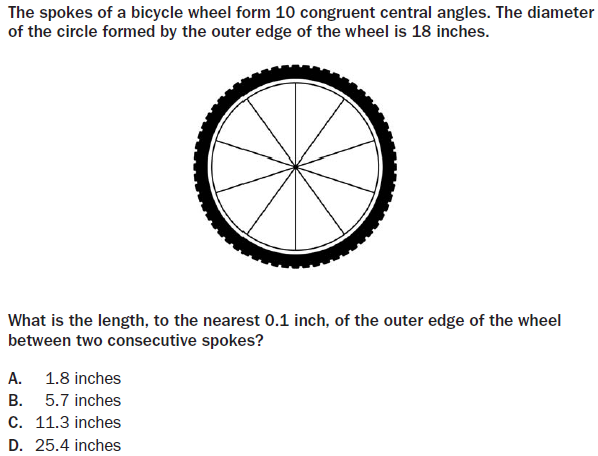 The spokes of a bicycle wheel form 10 congruent central angles. The diameter
of the circle formed by the outer edge of the wheel is 18 inches.
What is the length, to the nearest 0.1 inch, of the outer edge of the wheel
between two consecutive spokes?
A. 1.8 inches
B. 5.7 inches
C. 11.3 inches
D. 25.4 inches